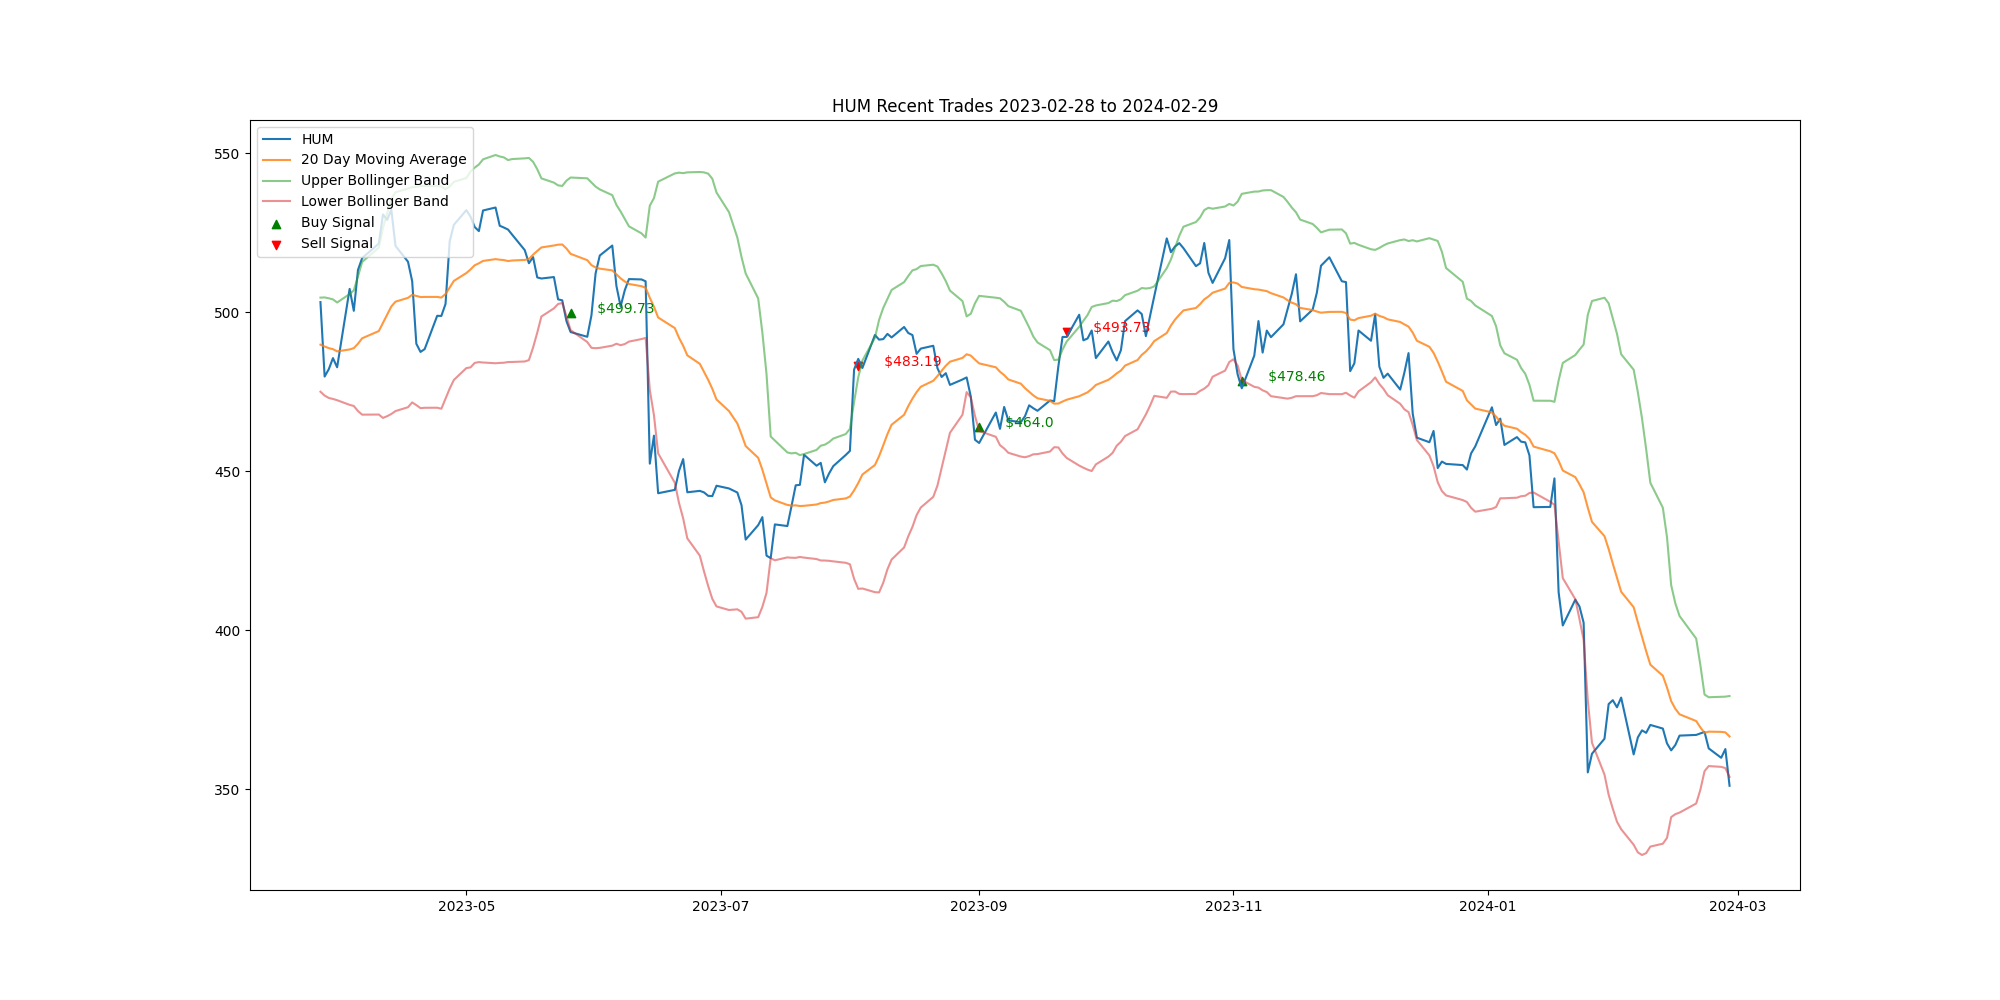 HUM Recent Trades 2023-02-28 to 2024-02-29
HUM
20 Day Moving Average
Upper Bollinger Band
Lower Bollinger Band
Buy Signal
Sell Signal
550
500
450
400
350
$499.73
$493.73
$483.19
$478.46
$464.0
2023-05
2023-07
2023-09
2023-11
2024-01
2024-03